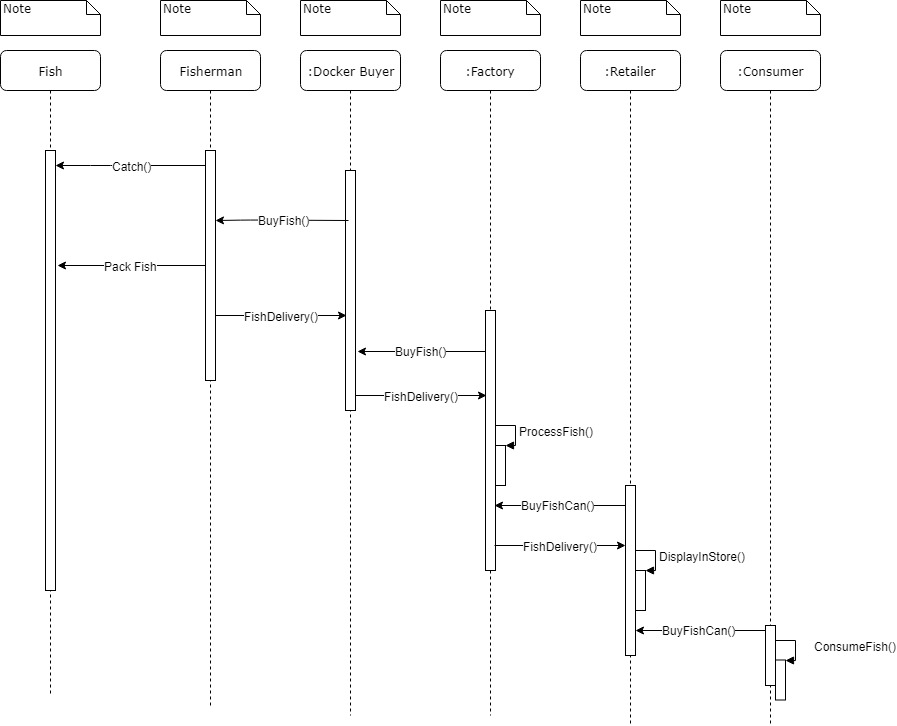 Note
Note
Note
Note
Note
Note
Fish
Fisherman
:Docker Buyer
:Factory
:Retailer
:Consumer
Catch()
BuyFish()
Pack Fish
FishDelivery()
BuyFish()
FishDelivery()
ProcessFish()
BuyFishCan()
FishDelivery()
DisplayInStore()
BuyFishCan()
ConsumeFish()